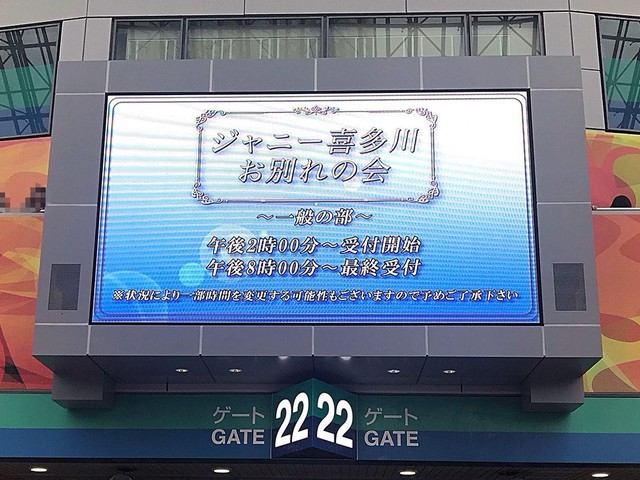 ジャニー喜多川
お別れの会
～一般の部～
午後2時00分～受付開始
午後8時00分～最終受付
※状況により一部時間を変更する可能性もございますので予めご了承下さい
ゲート 22 22 ゲート
GATE GATE